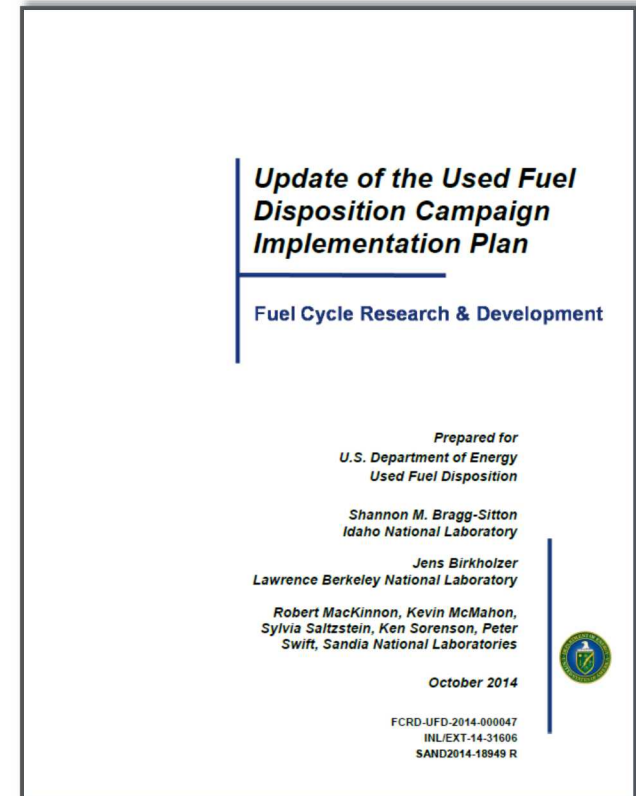 Update of the Used Fuel
Disposition Campaign
Implementation Plan
Fuel Cycle Research & Development
Prepared for
U.S. Department of Energy
Used Fuel Disposition
Shannon M. Bragg-Sitton
Idaho National Laboratory
Jens Birkholzer
Lawrence Berkeley National Laboratory
Robert MacKinnon, Kevin McMahon,
Sylvia Saltzstein, Ken Sorenson, Peter
Swift, Sandia National Laboratories
October 2014
FCRD-UFD-2014-000047
INL/EXT-14-31606
SAND2014-18949 R